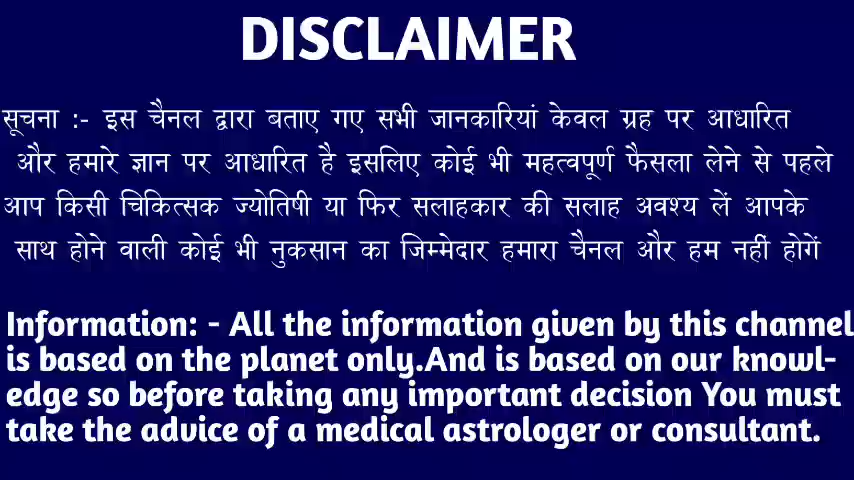 DISCLAIMER
सूचना :- इस चैनल द्वारा बताए गए सभी जानकारियां केवल ग्रह पर आधारित
और हमारे ज्ञान पर आधारित है इसलिए कोई भी महत्वपूर्ण फैसला लेने से पहले
आप किसी चिकित्सक ज्योतिषी या फिर सलाहकार की सलाह अवश्य लें आपके
साथ होने वाली कोई भी नुकसान का जिम्मेदार हमारा चैनल और हम नहीं होगें
Information: - All the information given by this channel
is based on the planet only.And is based on our knowl-
edge so before taking any important decision You must
take the advice of a medical astrologer or consultant.